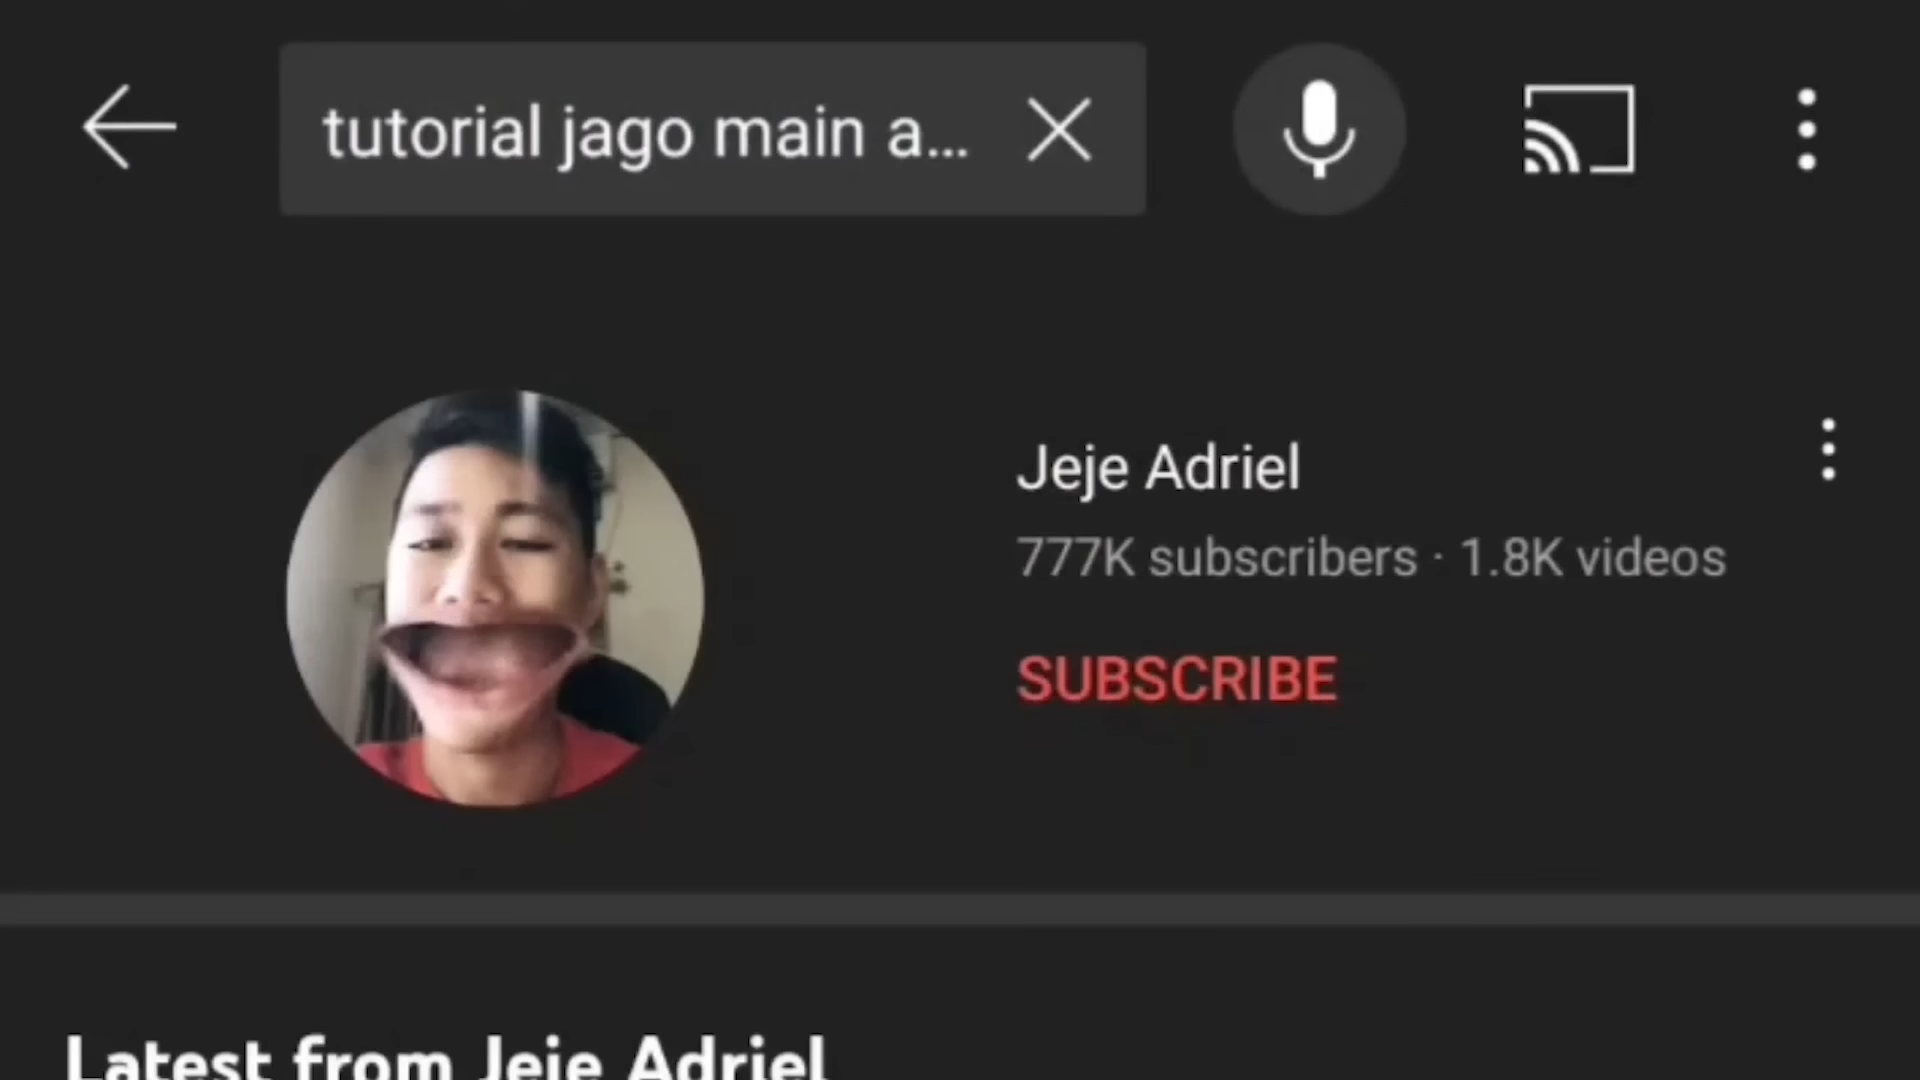 tutorial jago main a...
Jeje Adriel
777K subscribers · 1.8K videos
SUBSCRIBE
Latest from Jeje Adriel